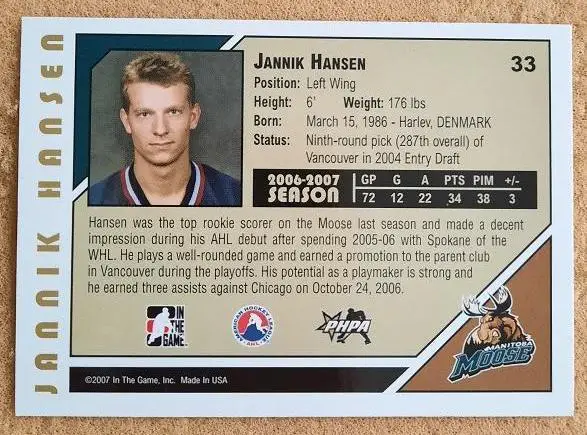 JANNIK HANSEN
JANNIK HANSEN
33
Position: Left Wing
Height: 6' Weight: 176 lbs
Born: March 15, 1986 - Harlev, DENMARK
Status: Ninth-round pick (287th overall) of
Vancouver in 2004 Entry Draft
2006-2007
SEASON
GP G A PTS PIM +/-
72 12 22 34 38 3
Hansen was the top rookie scorer on the Moose last season and made a decent
impression during his AHL debut after spending 2005-06 with Spokane of the
WHL. He plays a well-rounded game and earned a promotion to the parent club
in Vancouver during the playoffs. His potential as a playmaker is strong and
he earned three assists against Chicago on October 24, 2006.
IN
THE
GAME
AMERICAN HOCKEY LEAGUE
AHL
PHPA
MANITOBA
MOOSE
©2007 In The Game, Inc. Made In USA